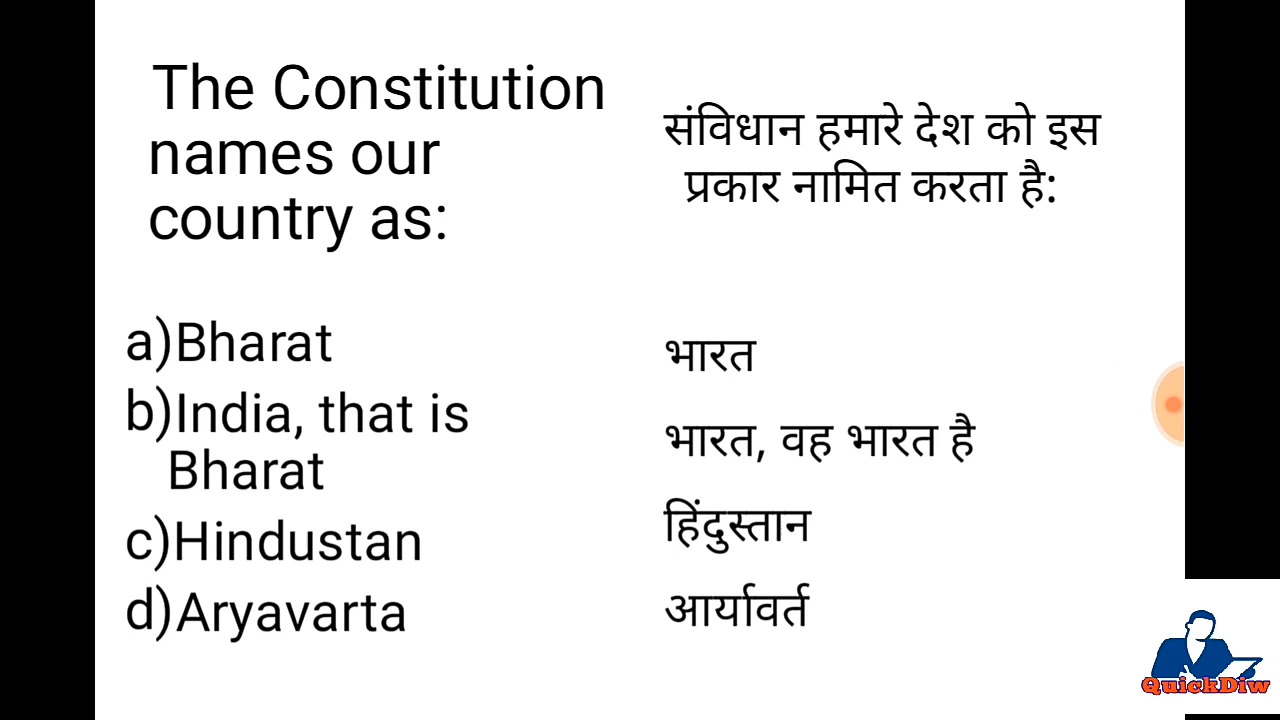 The Constitution
names our
country as:
संविधान हमारे देश को इस
प्रकार नामित करता है:
a)Bharat
b)India, that is
Bharat
c)Hindustan
d)Aryavarta
भारत
भारत, वह भारत है
हिंदुस्तान
आर्यावर्त
QuickDiw